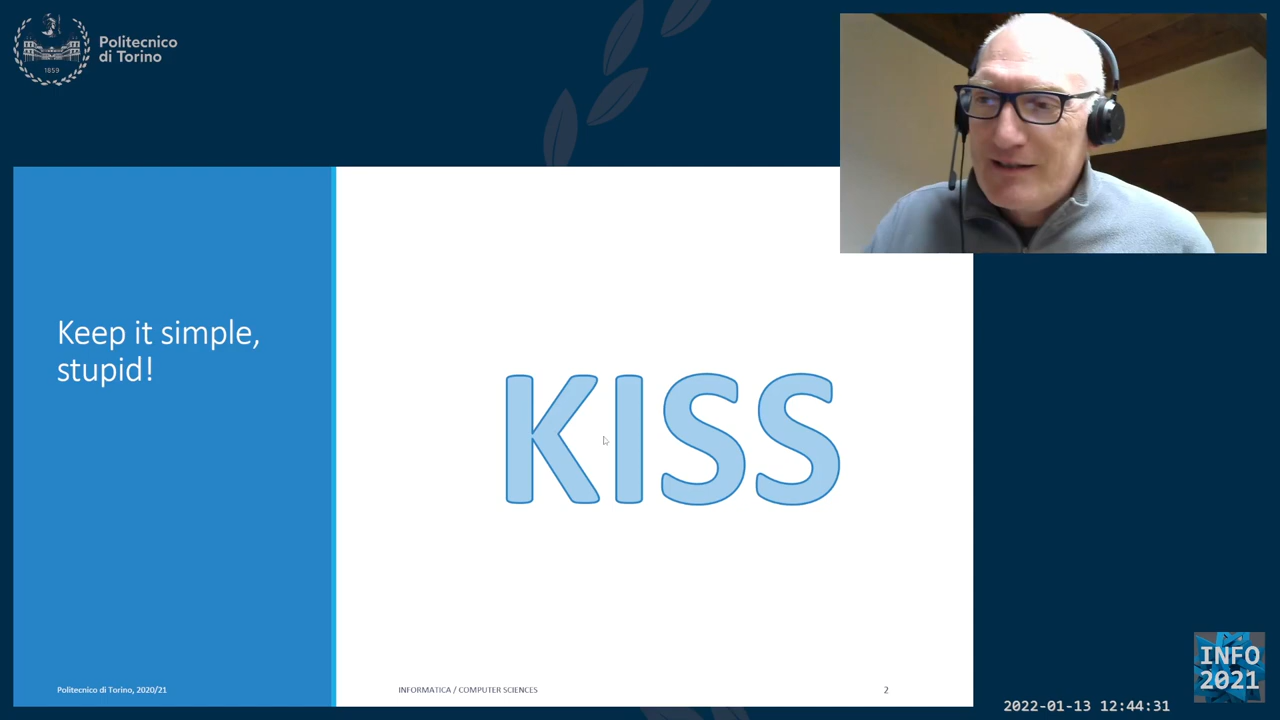 Politecnico
di Torino
1859
Keep it simple,
stupid!
KISS
Politecnico di Torino, 2020/21
INFORMATICA / COMPUTER SCIENCES
2
INFO
2021
2022-01-13 12:44:31